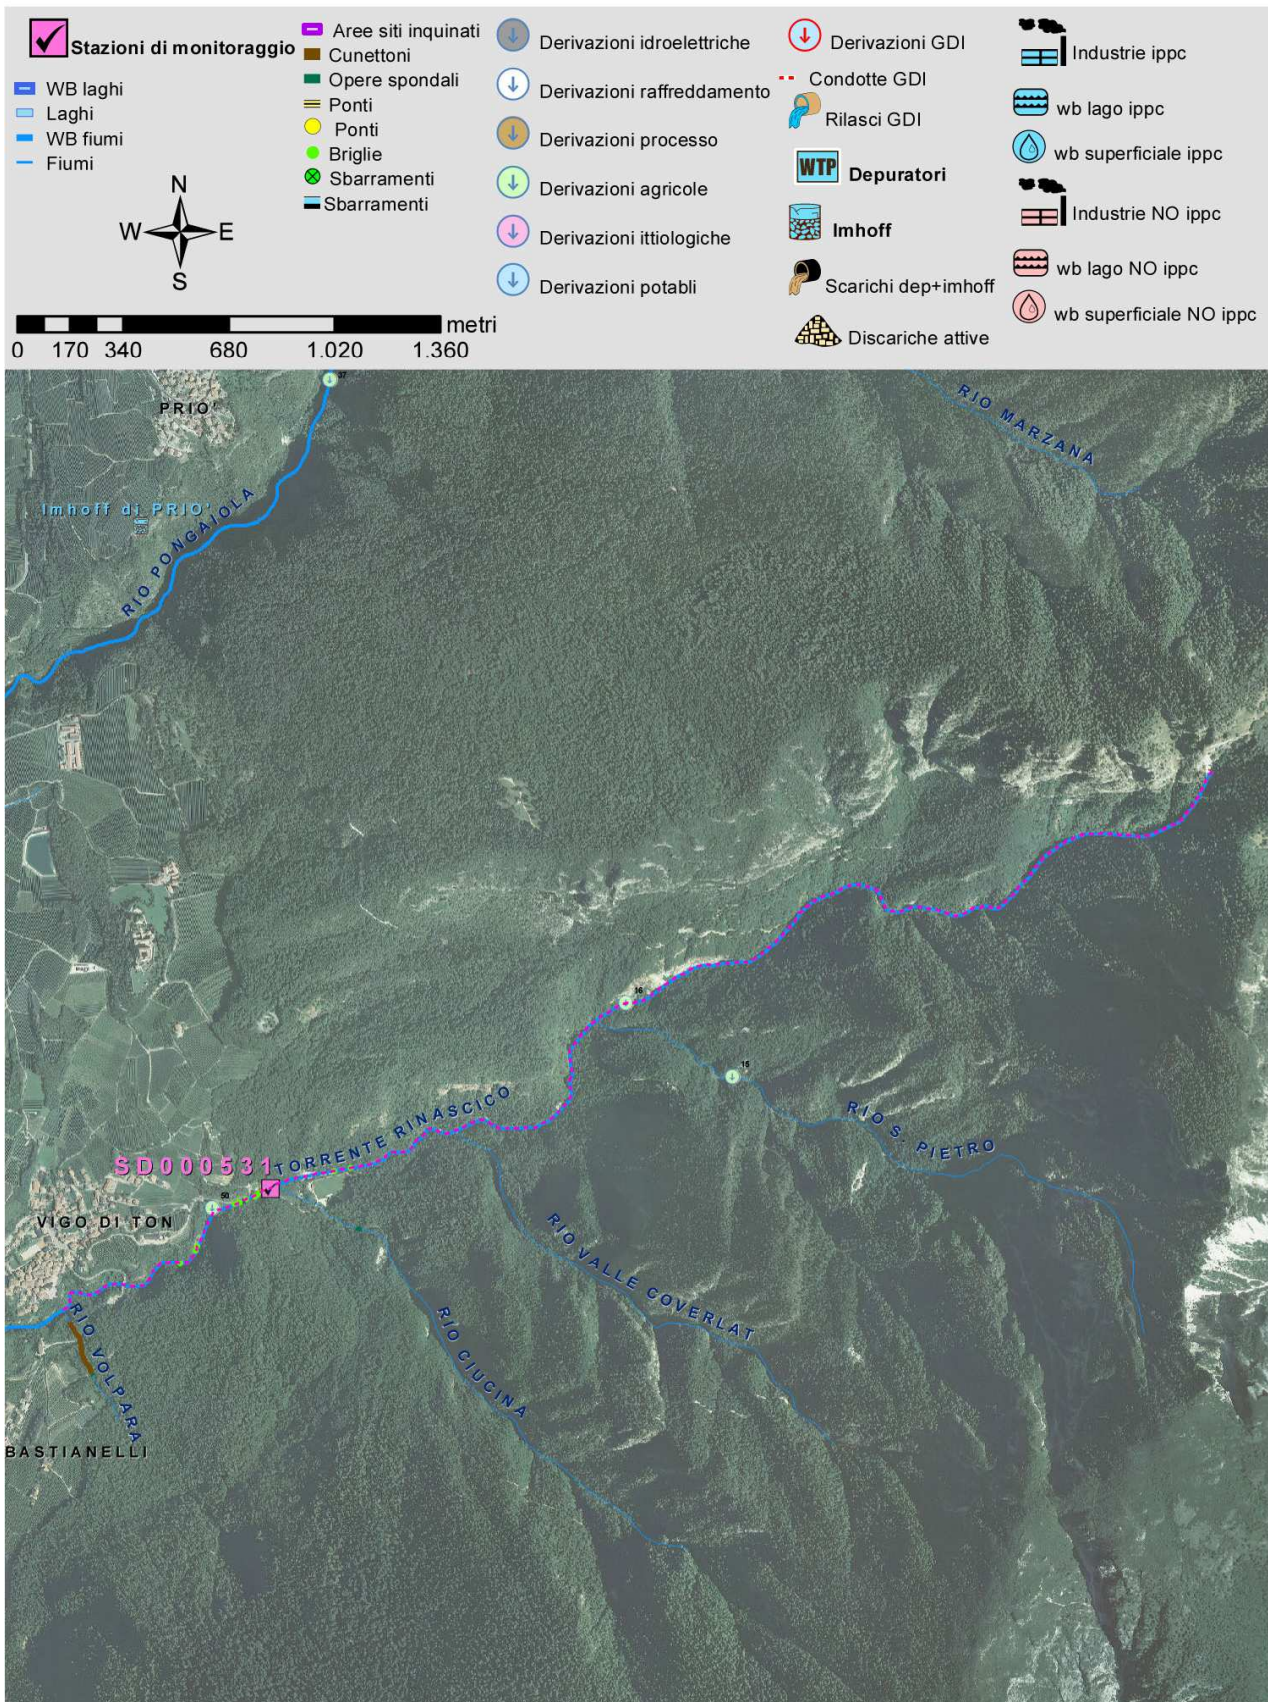 Stazioni di monitoraggio
WB laghi
Laghi
WB fiumi
Fiumi
N
W E
S
Aree siti inquinati
Cunettoni
Opere spondali
Ponti
Ponti
Briglie
Sbarramenti
Sbarramenti
Derivazioni idroelettriche
Derivazioni raffreddamento
Derivazioni processo
Derivazioni agricole
Derivazioni ittiologiche
Derivazioni potabli
Derivazioni GDI
Condotte GDI
Rilasci GDI
WTP Depuratori
Imhoff
Scarichi dep+imhoff
Discariche attive
Industrie ippc
wb lago ippc
wb superficiale ippc
Industrie NO ippc
wb lago NO ippc
wb superficiale NO ippc
metri
0 170 340 680 1.020 1.360
37
PRIO'
RIO MARZANA
Imhoff di PRIO'
RIO PONGAIOLA
16
15
TORRENTE RINASCICO
RIO S. PIETRO
SD000531
50
VIGO DI TON
RIO VALLE COVERLAT
RIO CIUCINA
RIO VOLPARA
BASTIANELLI